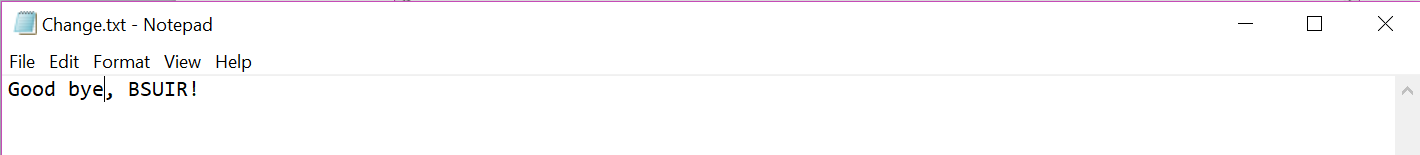 Change.txt - Notepad
File Edit Format View Help
Good bye, BSUIR!